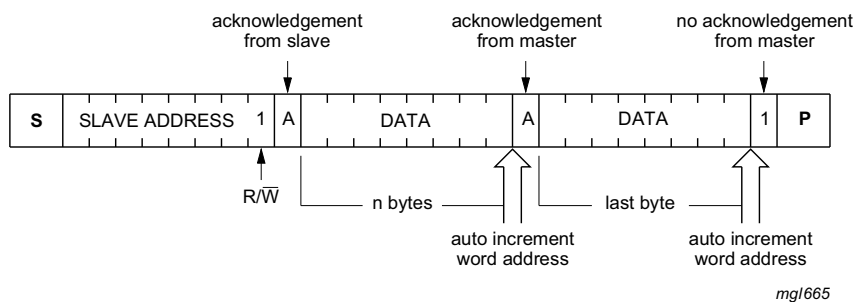 acknowledgement
from slave
acknowledgement
from master
no acknowledgement
from master
S SLAVE ADDRESS 1 A DATA A DATA 1 P
R/W̅
n bytes
last byte
auto increment
word address
auto increment
word address
mgl665